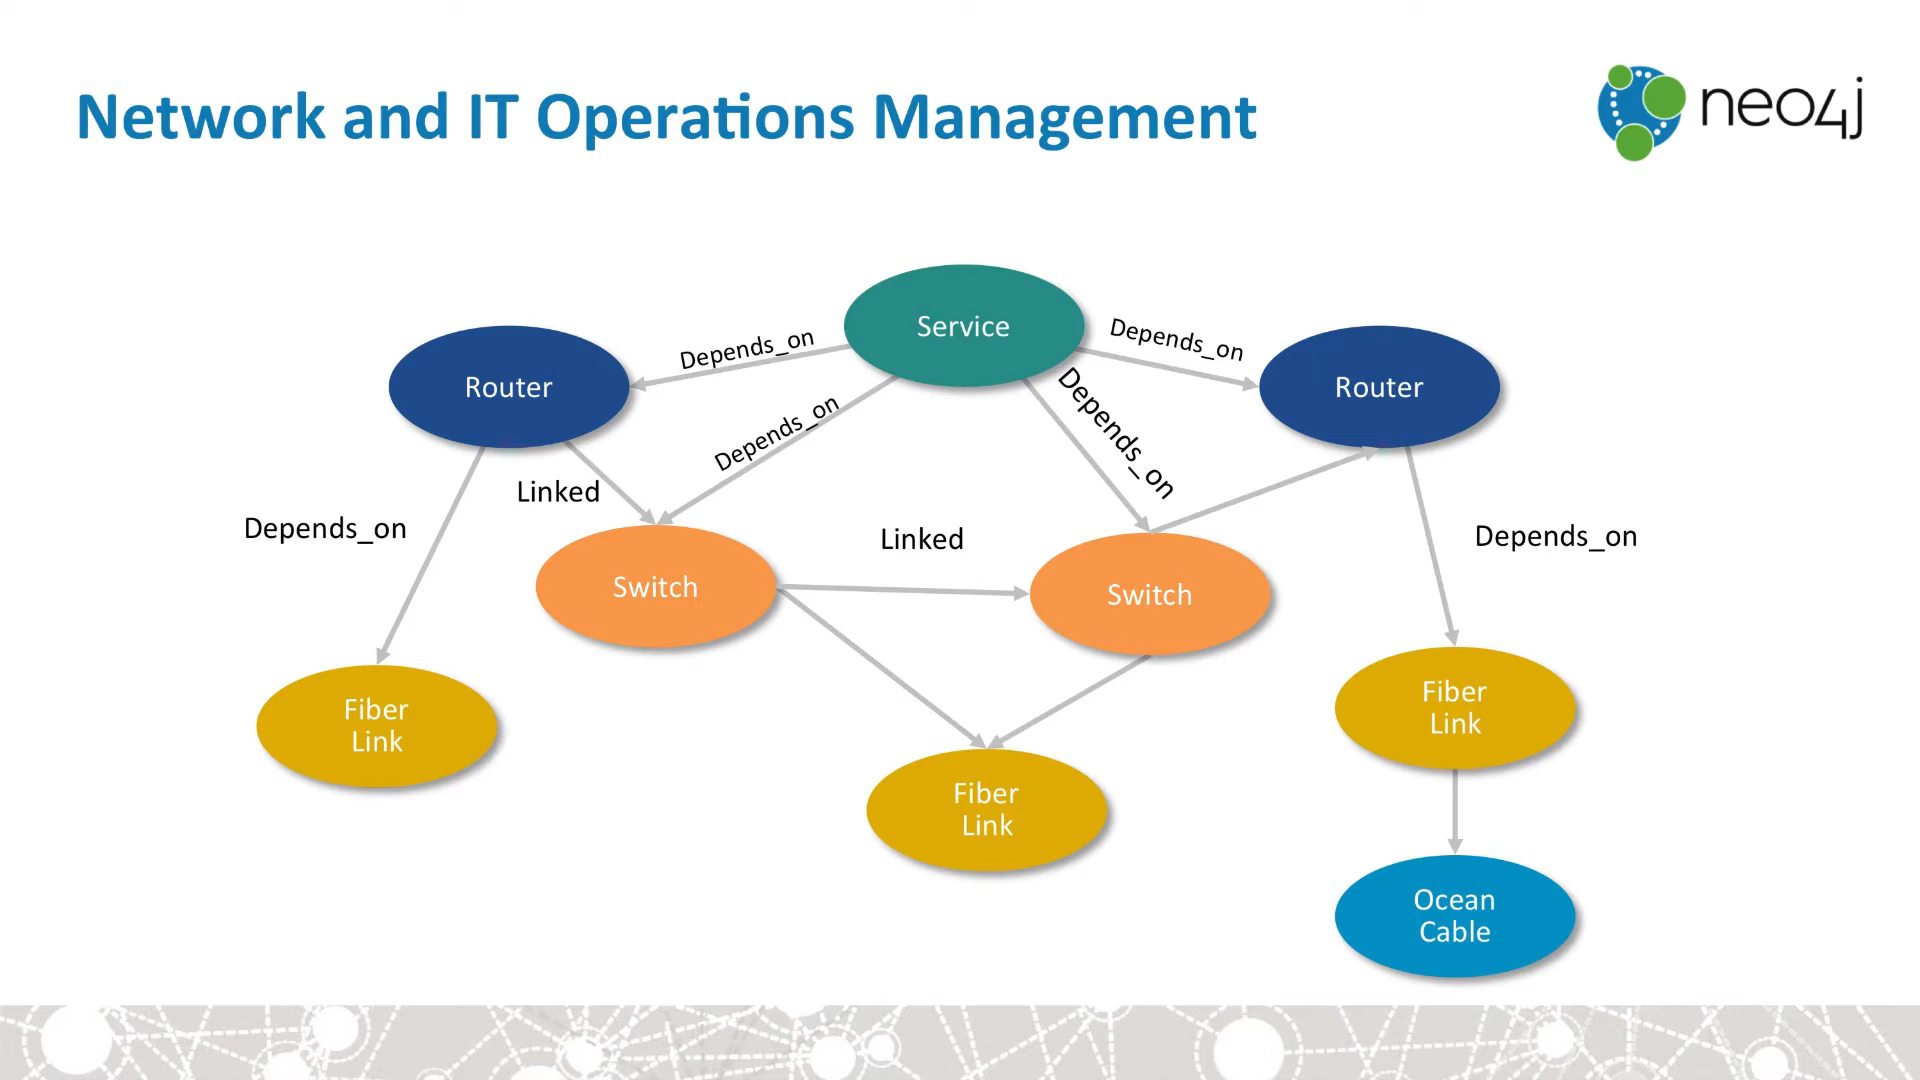 Network and IT Operations Management
neo4j
Service
Depends_on
Depends_on
Router
Router
Depends_on
Depends_on
Linked
Depends_on
Linked
Depends_on
Switch
Switch
Fiber
Link
Fiber
Link
Fiber
Link
Ocean
Cable